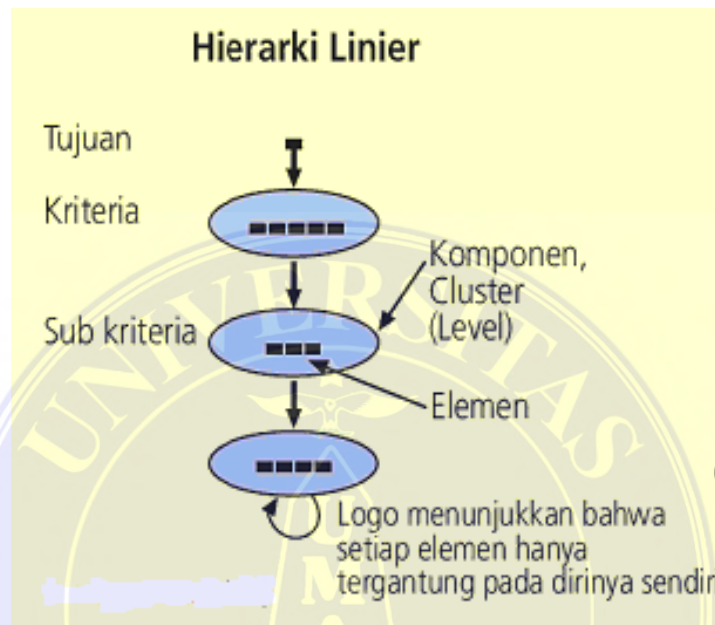 Hierarki Linier
Tujuan
Kriteria
Komponen,
Cluster
(Level)
Sub kriteria
Elemen
Logo menunjukkan bahwa
setiap elemen hanya
tergantung pada dirinya sendir
UNIVERSITAS
U
M
A